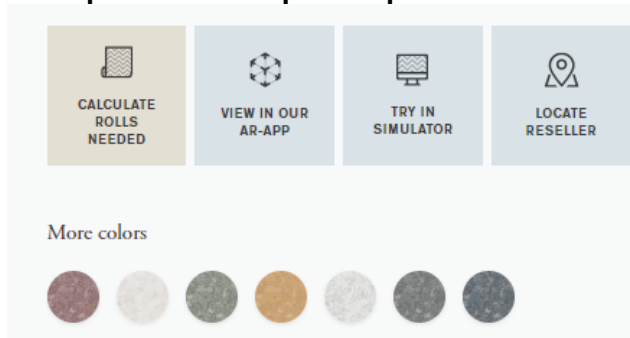 CALCULATE
ROLLS
NEEDED
VIEW IN OUR
AR-APP
TRY IN
SIMULATOR
LOCATE
RESELLER
More colors